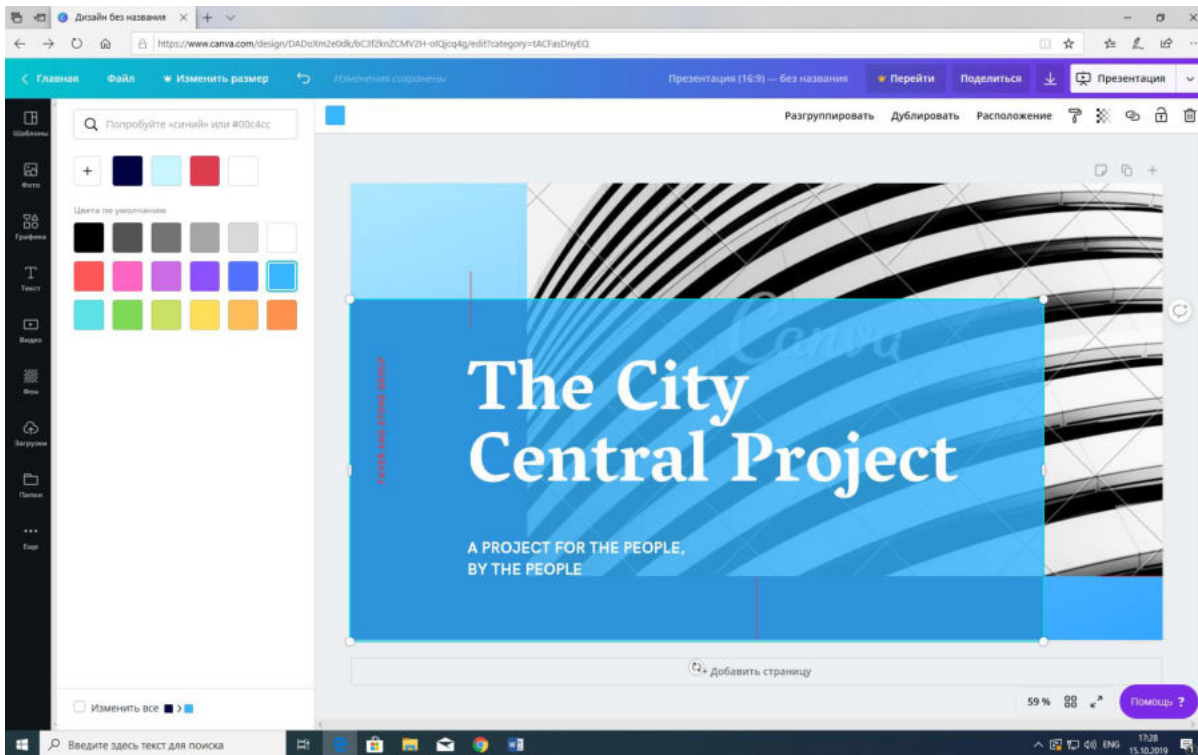 Дизайн без названия
https://www.canva.com/design/DADoXm2e0dk/bC3f2knZCMV2H-otQjcq4g/edit?category=tACFasDnyEQ
Главная Файл Изменить размер Изменения сохранены Презентация (16:9) — без названия Перейти Поделиться Презентация
Шаблоны
Фото
Графика
Текст
Видео
Фон
Загрузки
Папки
Еще
Попробуйте «синий» или #00c4cc
Цвета по умолчанию
Изменить все
Разгруппировать Дублировать Расположение
Canva
The City
Central Project
A PROJECT FOR THE PEOPLE,
BY THE PEOPLE
+ Добавить страницу
59 %
Помощь ?
Введите здесь текст для поиска
ENG
17:28
15.10.2019